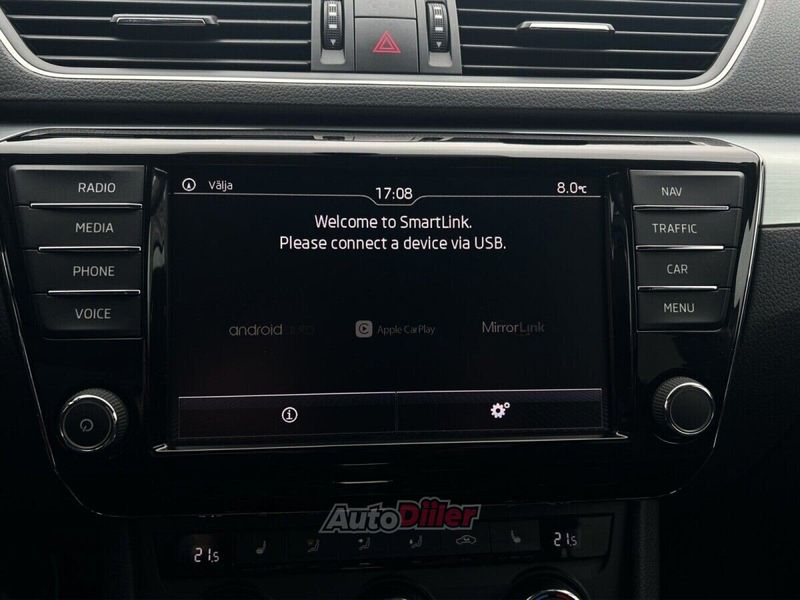 Välja
17:08
8.0°C
Welcome to SmartLink.
Please connect a device via USB.
android auto
Apple CarPlay
MirrorLink
RADIO
MEDIA
PHONE
VOICE
NAV
TRAFFIC
CAR
MENU
AutoDiiler
21.5
21.5